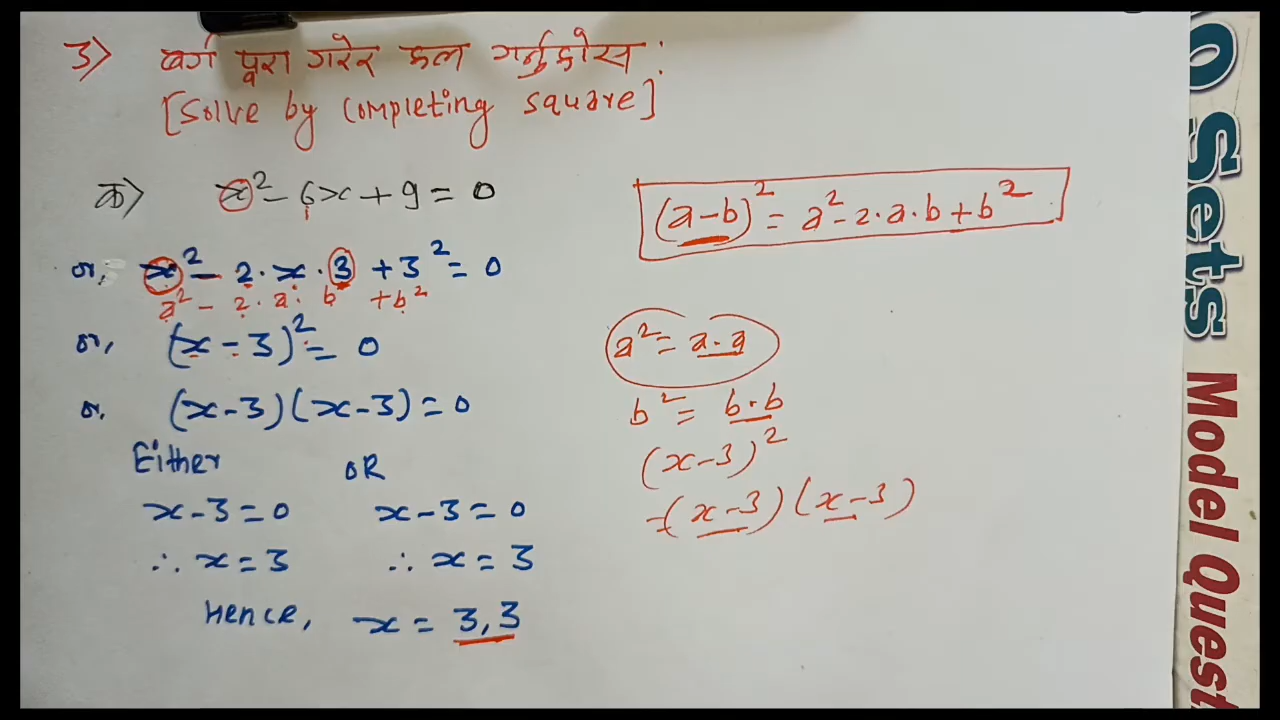 3> वर्ग पूरा गरेर हल गर्नुहोस :
[Solve by completing square]
क> x² - 6x + 9 = 0
or, x² - 2·x·3 + 3² = 0
a² - 2·a·b + b²
or, (x - 3)² = 0
or, (x-3)(x-3) = 0
Either OR
x-3=0 x-3=0
∴ x=3 ∴ x=3
Hence, x = 3,3
(a-b)² = a² - 2·a·b + b²
a² = a·a
b² = b·b
(x-3)²
(x-3)(x-3)
Sets
Model Quest